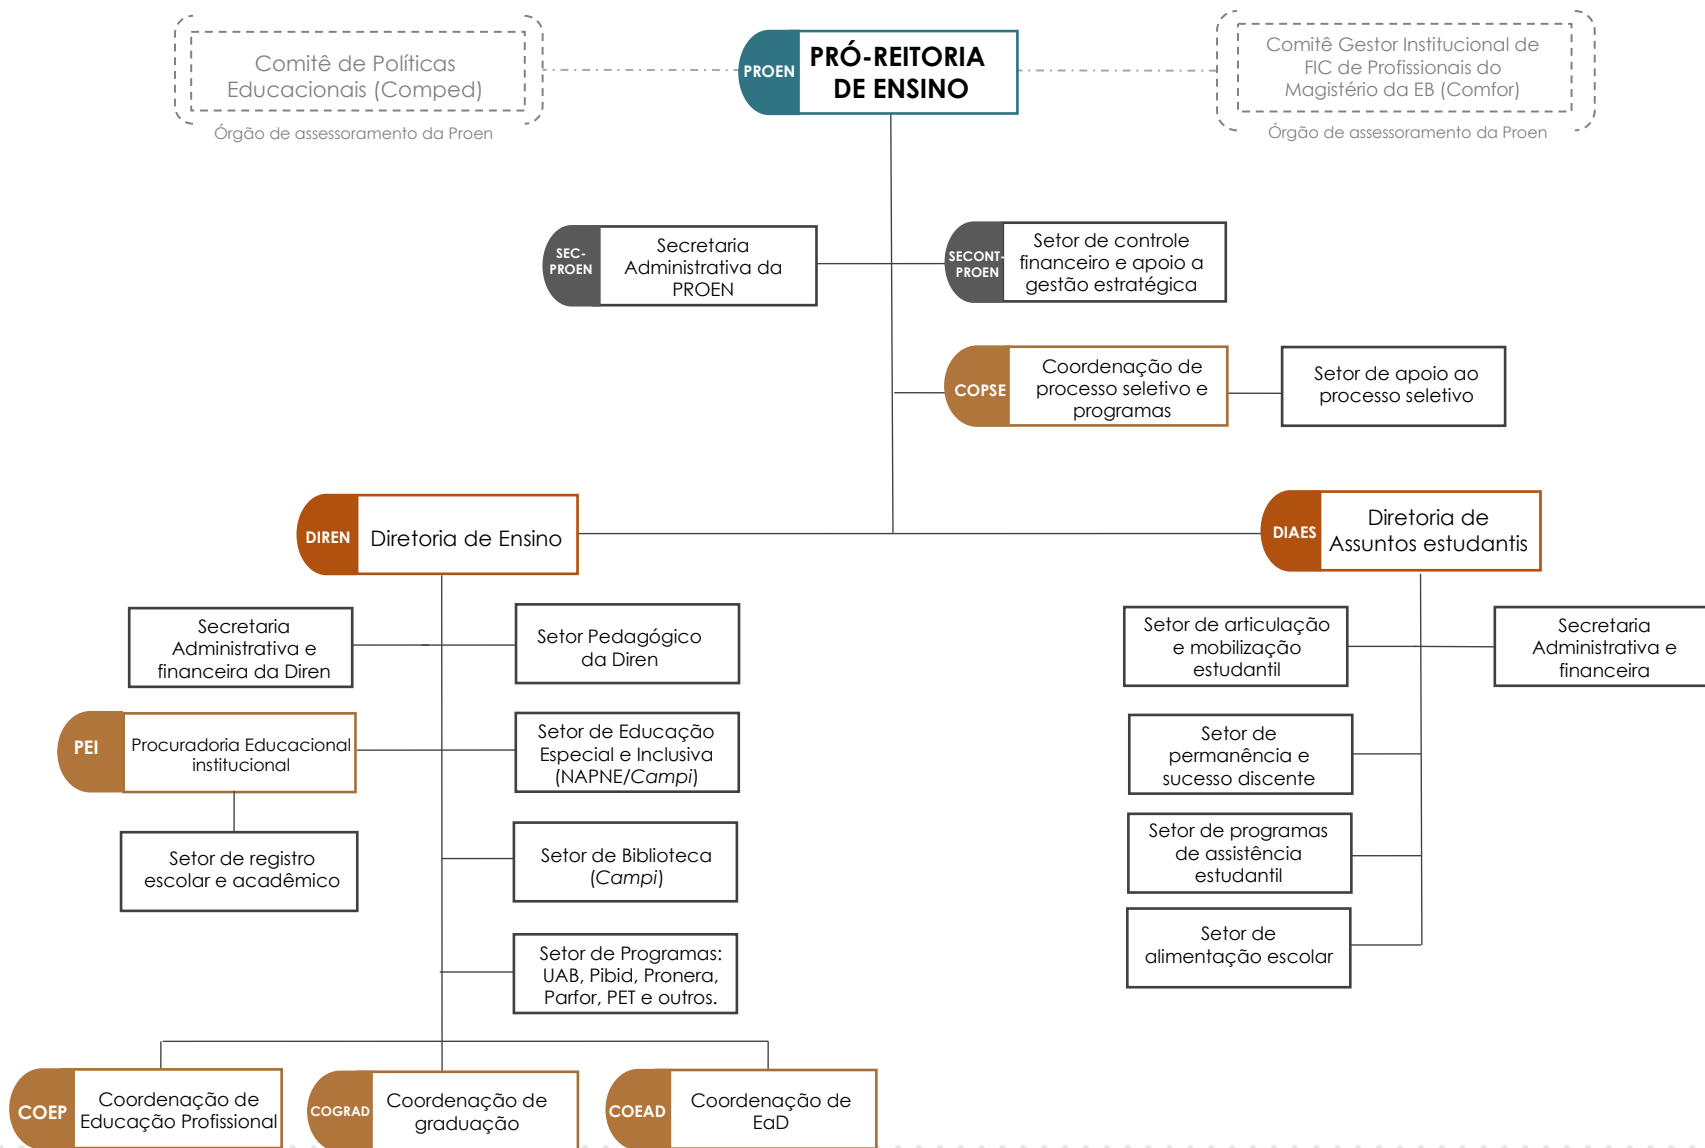 Comitê de Políticas
Educacionais (Comped)
Órgão de assessoramento da Proen
PROEN
PRÓ-REITORIA
DE ENSINO
Comitê Gestor Institucional de
FIC de Profissionais do
Magistério da EB (Comfor)
Órgão de assessoramento da Proen
SEC-
PROEN
Secretaria
Administrativa da
PROEN
SECONT-
PROEN
Setor de controle
financeiro e apoio a
gestão estratégica
COPSE
Coordenação de
processo seletivo e
programas
Setor de apoio ao
processo seletivo
DIREN
Diretoria de Ensino
DIAES
Diretoria de
Assuntos estudantis
Secretaria
Administrativa e
financeira da Diren
Setor Pedagógico
da Diren
Setor de articulação
e mobilização
estudantil
Secretaria
Administrativa e
financeira
PEI
Procuradoria Educacional
institucional
Setor de Educação
Especial e Inclusiva
(NAPNE/Campi)
Setor de
permanência e
sucesso discente
Setor de registro
escolar e acadêmico
Setor de Biblioteca
(Campi)
Setor de programas
de assistência
estudantil
Setor de Programas:
UAB, Pibid, Pronera,
Parfor, PET e outros.
Setor de
alimentação escolar
COEP
Coordenação de
Educação Profissional
COGRAD
Coordenação de
graduação
COEAD
Coordenação de
EaD